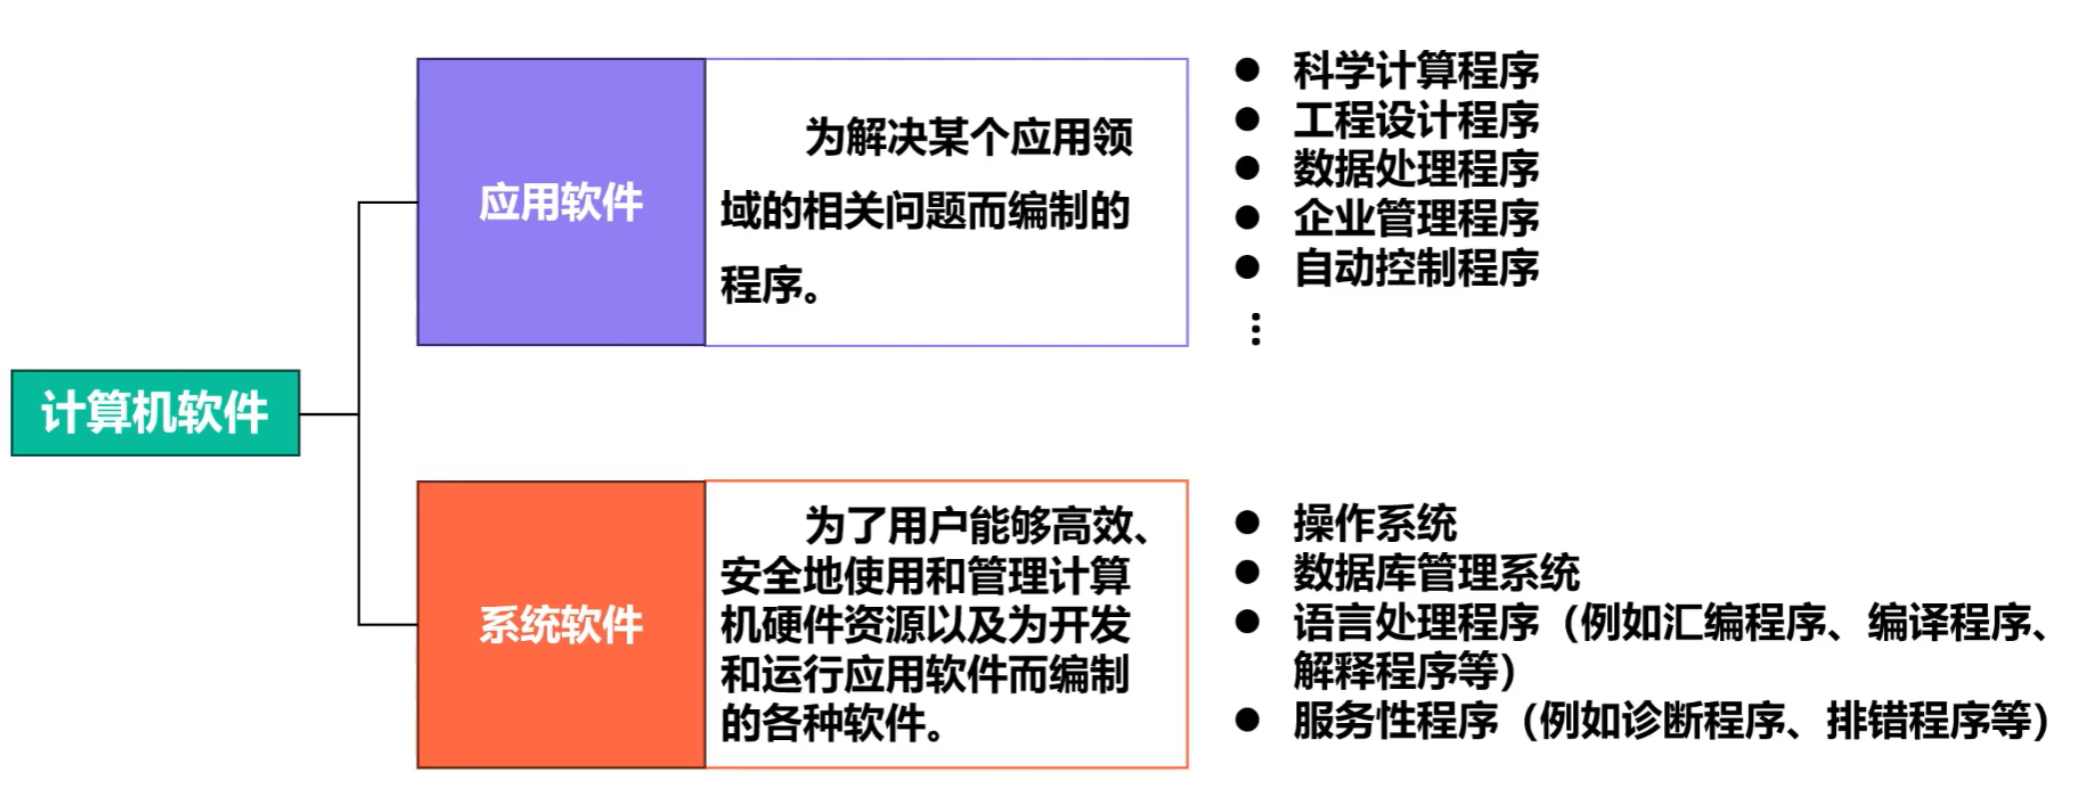 计算机软件
应用软件
为解决某个应用领
域的相关问题而编制的
程序。
● 科学计算程序
● 工程设计程序
● 数据处理程序
● 企业管理程序
● 自动控制程序
⋮
系统软件
为了用户能够高效、
安全地使用和管理计算
机硬件资源以及为开发
和运行应用软件而编制
的各种软件。
● 操作系统
● 数据库管理系统
● 语言处理程序（例如汇编程序、编译程序、
解释程序等）
● 服务性程序（例如诊断程序、排错程序等）